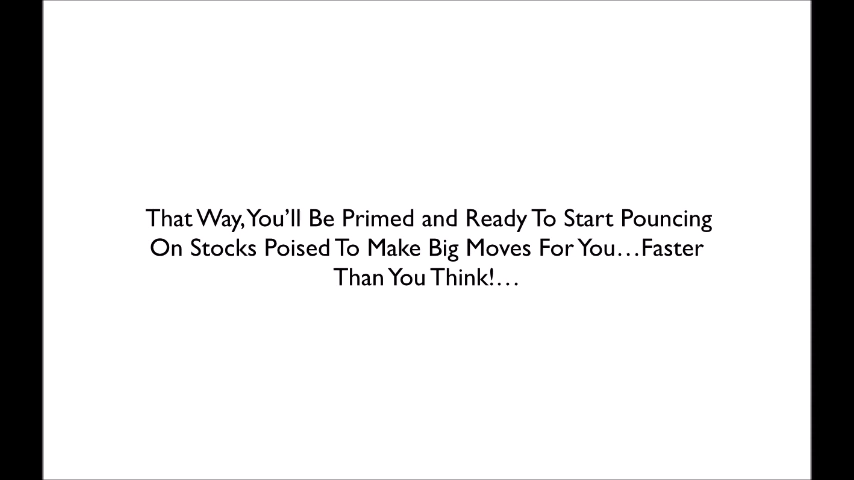 That Way, You’ll Be Primed and Ready To Start Pouncing
On Stocks Poised To Make Big Moves For You…Faster
Than You Think!…